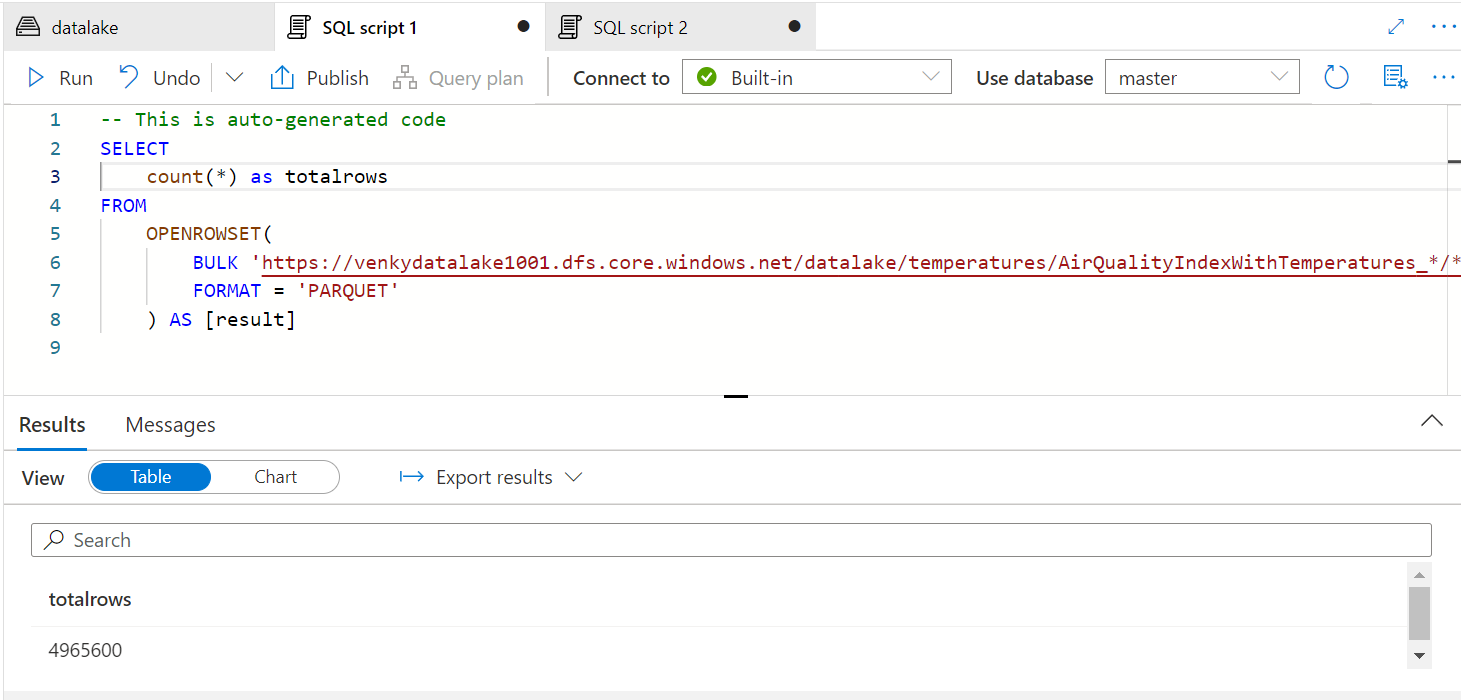 datalake
SQL script 1
SQL script 2
Run Undo Publish Query plan Connect to Built-in Use database master
1 -- This is auto-generated code
2 SELECT
3 count(*) as totalrows
4 FROM
5 OPENROWSET(
6 BULK 'https://venkydatalake1001.dfs.core.windows.net/datalake/temperatures/AirQualityIndexWithTemperatures_*/*
7 FORMAT = 'PARQUET'
8 ) AS [result]
9
Results Messages
View Table Chart Export results
Search
totalrows
4965600